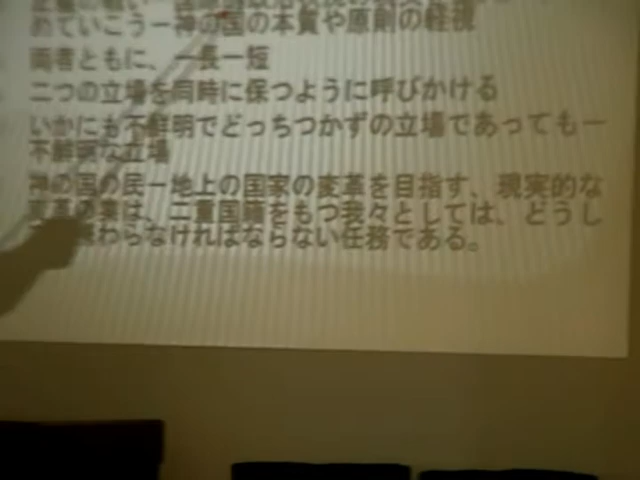 めていこう―神の国の本質や原則の軽視
両者ともに、一長一短
二つの立場を同時に保つように呼びかける
いかにも不鮮明でどっちつかずの立場であっても―
不鮮明な立場
神の国の民―地上の国家の変革を目指す、現実的な
変革の業は、二重国籍をもつ我々としては、どうし
わらなければならない任務である。